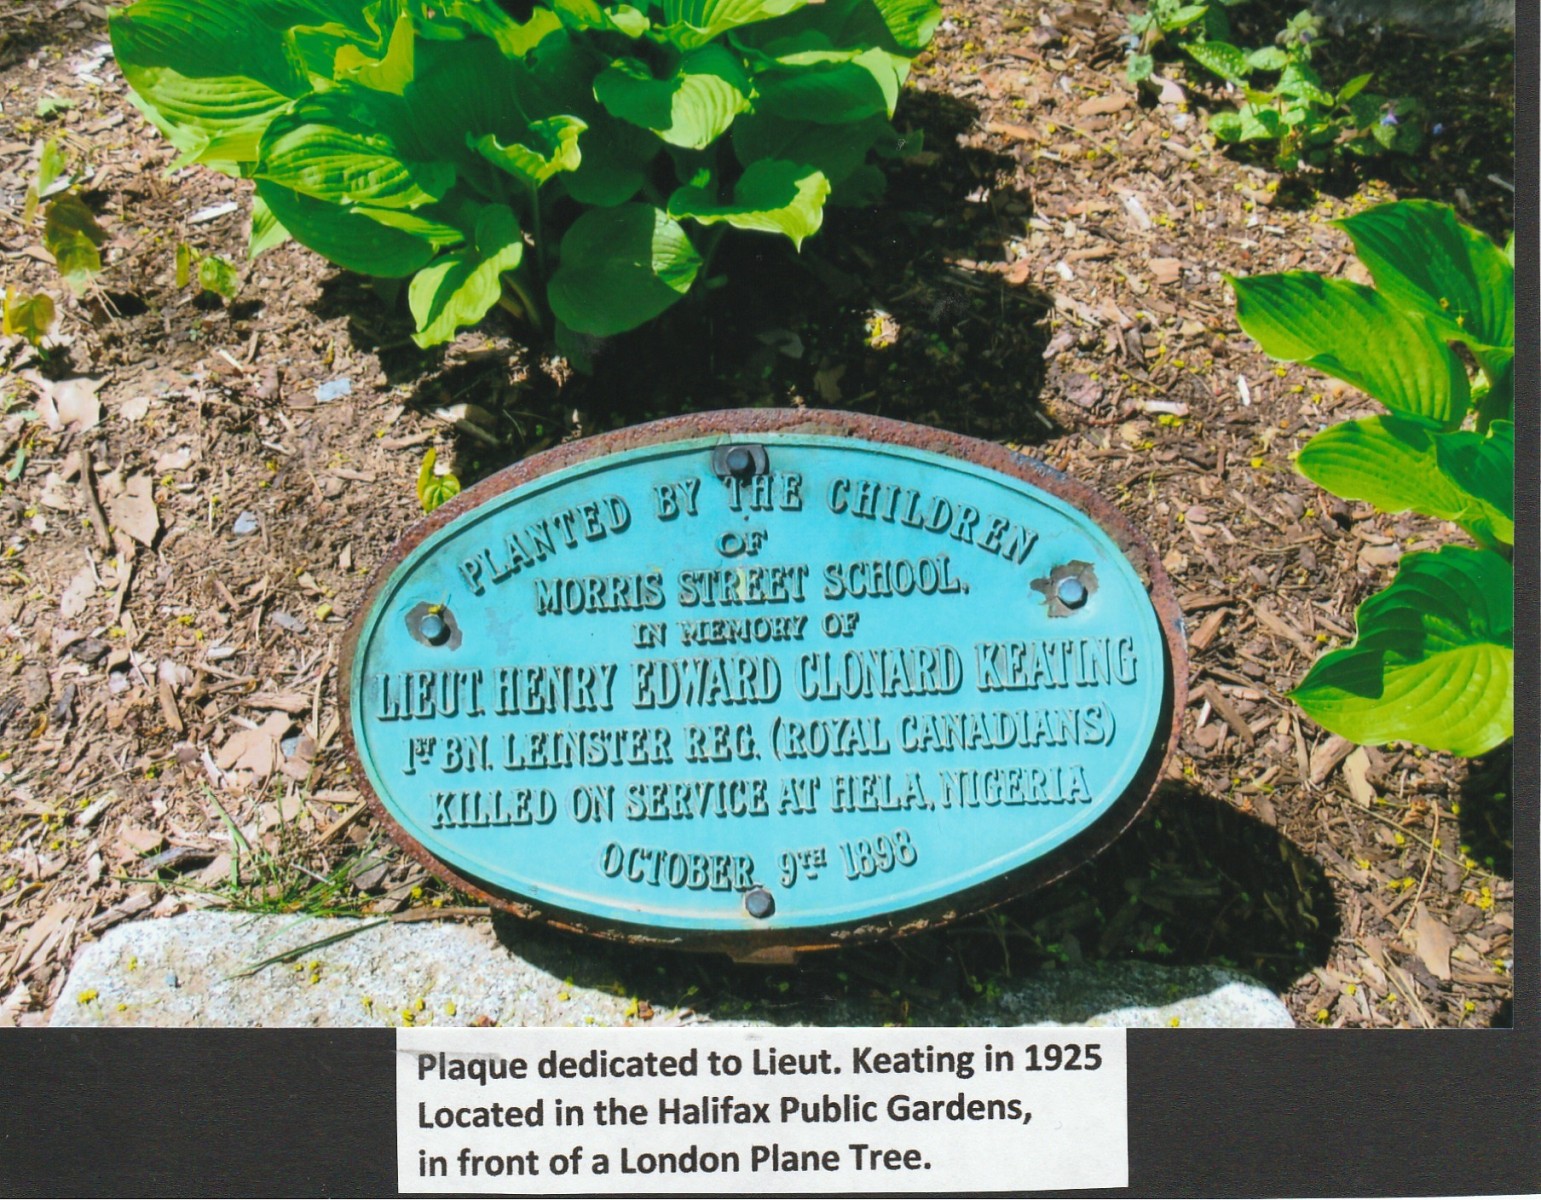 PLANTED BY THE CHILDREN
OF
MORRIS STREET SCHOOL.
IN MEMORY OF
LIEUT. HENRY EDWARD CLONARD KEATING
1ST BN. LEINSTER REG. (ROYAL CANADIANS)
KILLED ON SERVICE AT HELA, NIGERIA
OCTOBER 9TH 1898
Plaque dedicated to Lieut. Keating in 1925
Located in the Halifax Public Gardens,
in front of a London Plane Tree.